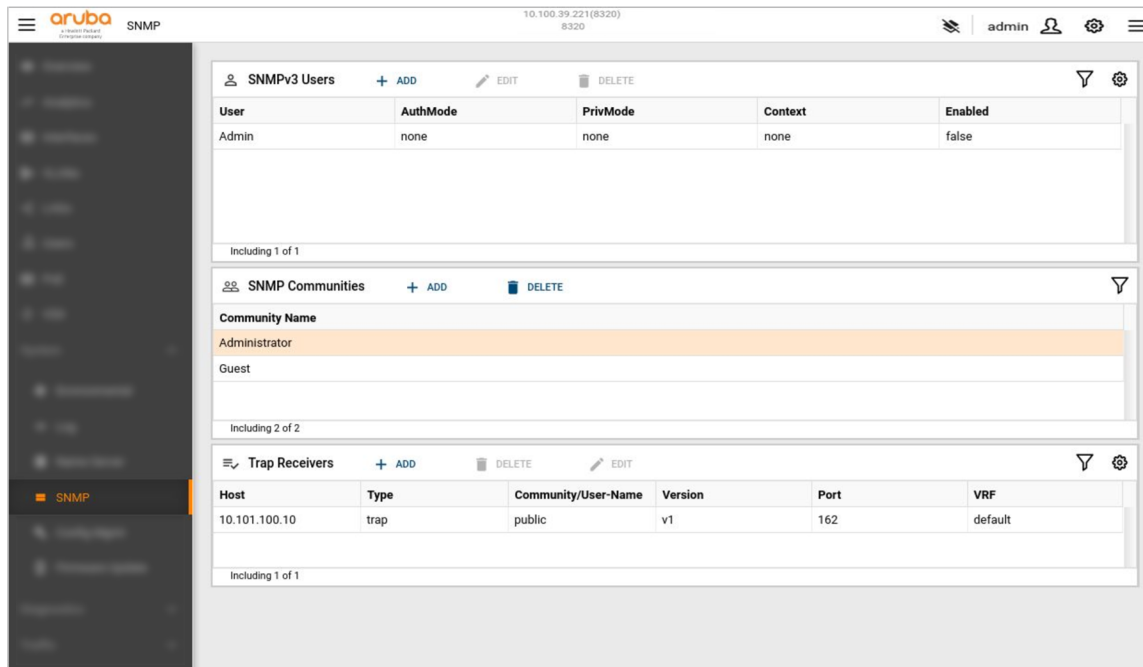 aruba
a Hewlett Packard
Enterprise company
SNMP
10.100.39.221(8320)
8320
admin
SNMPv3 Users
ADD
EDIT
DELETE
User AuthMode PrivMode Context Enabled
Admin none none none false
Including 1 of 1
SNMP Communities
ADD
DELETE
Community Name
Administrator
Guest
Including 2 of 2
Trap Receivers
ADD
DELETE
EDIT
Host Type Community/User-Name Version Port VRF
10.101.100.10 trap public v1 162 default
Including 1 of 1
SNMP